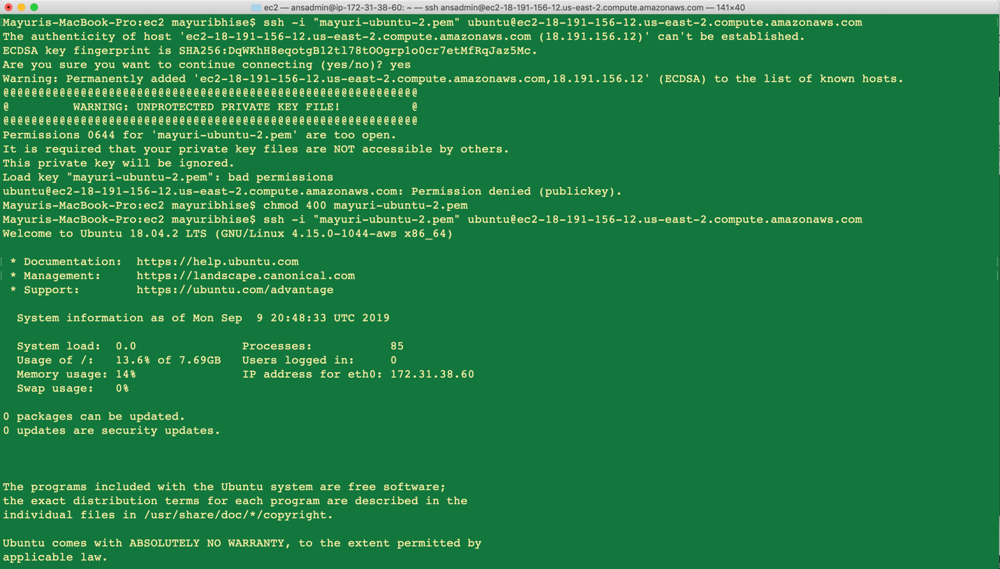 ec2 — ansadmin@ip-172-31-38-60: ~ — ssh ansadmin@ec2-18-191-156-12.us-east-2.compute.amazonaws.com — 141×40
Mayuris-MacBook-Pro:ec2 mayuribhise$ ssh -i "mayuri-ubuntu-2.pem" ubuntu@ec2-18-191-156-12.us-east-2.compute.amazonaws.com
The authenticity of host 'ec2-18-191-156-12.us-east-2.compute.amazonaws.com (18.191.156.12)' can't be established.
ECDSA key fingerprint is SHA256:DqWKhH8eqotgB12tl78tOOgrp1o0cr7etMfRqJaz5Mc.
Are you sure you want to continue connecting (yes/no)? yes
Warning: Permanently added 'ec2-18-191-156-12.us-east-2.compute.amazonaws.com,18.191.156.12' (ECDSA) to the list of known hosts.
@@@@@@@@@@@@@@@@@@@@@@@@@@@@@@@@@@@@@@@@@@@@@@@@@@@@@@@@@@@
@         WARNING: UNPROTECTED PRIVATE KEY FILE!          @
@@@@@@@@@@@@@@@@@@@@@@@@@@@@@@@@@@@@@@@@@@@@@@@@@@@@@@@@@@@
Permissions 0644 for 'mayuri-ubuntu-2.pem' are too open.
It is required that your private key files are NOT accessible by others.
This private key will be ignored.
Load key "mayuri-ubuntu-2.pem": bad permissions
ubuntu@ec2-18-191-156-12.us-east-2.compute.amazonaws.com: Permission denied (publickey).
Mayuris-MacBook-Pro:ec2 mayuribhise$ chmod 400 mayuri-ubuntu-2.pem
Mayuris-MacBook-Pro:ec2 mayuribhise$ ssh -i "mayuri-ubuntu-2.pem" ubuntu@ec2-18-191-156-12.us-east-2.compute.amazonaws.com
Welcome to Ubuntu 18.04.2 LTS (GNU/Linux 4.15.0-1044-aws x86_64)
 * Documentation:  https://help.ubuntu.com
 * Management:     https://landscape.canonical.com
 * Support:        https://ubuntu.com/advantage
  System information as of Mon Sep  9 20:48:33 UTC 2019
  System load:  0.0               Processes:           85
  Usage of /:   13.6% of 7.69GB   Users logged in:     0
  Memory usage: 14%               IP address for eth0: 172.31.38.60
  Swap usage:   0%
0 packages can be updated.
0 updates are security updates.
The programs included with the Ubuntu system are free software;
the exact distribution terms for each program are described in the
individual files in /usr/share/doc/*/copyright.
Ubuntu comes with ABSOLUTELY NO WARRANTY, to the extent permitted by
applicable law.